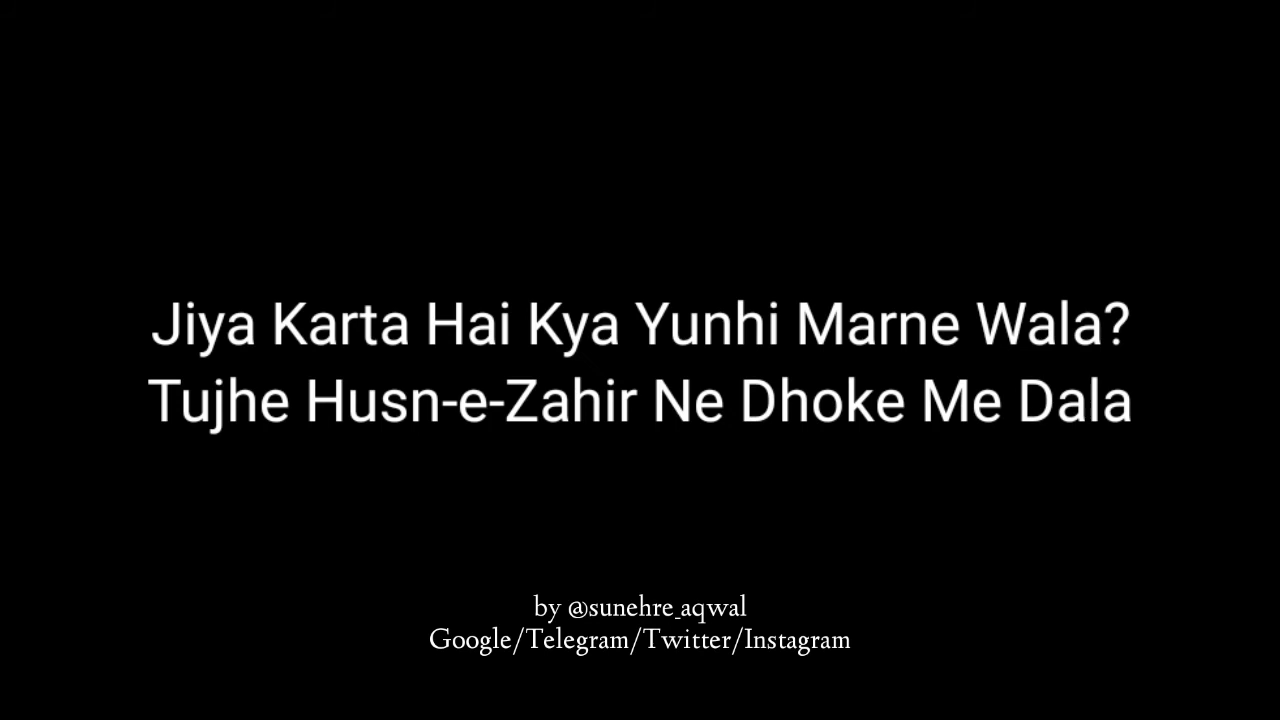 Jiya Karta Hai Kya Yunhi Marne Wala?
Tujhe Husn-e-Zahir Ne Dhoke Me Dala
by @sunehre_aqwal
Google/Telegram/Twitter/Instagram